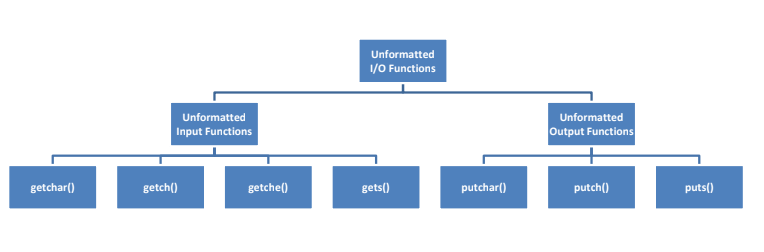 Unformatted
I/O Functions
Unformatted
Input Functions
Unformatted
Output Functions
getchar()
getch()
getche()
gets()
putchar()
putch()
puts()